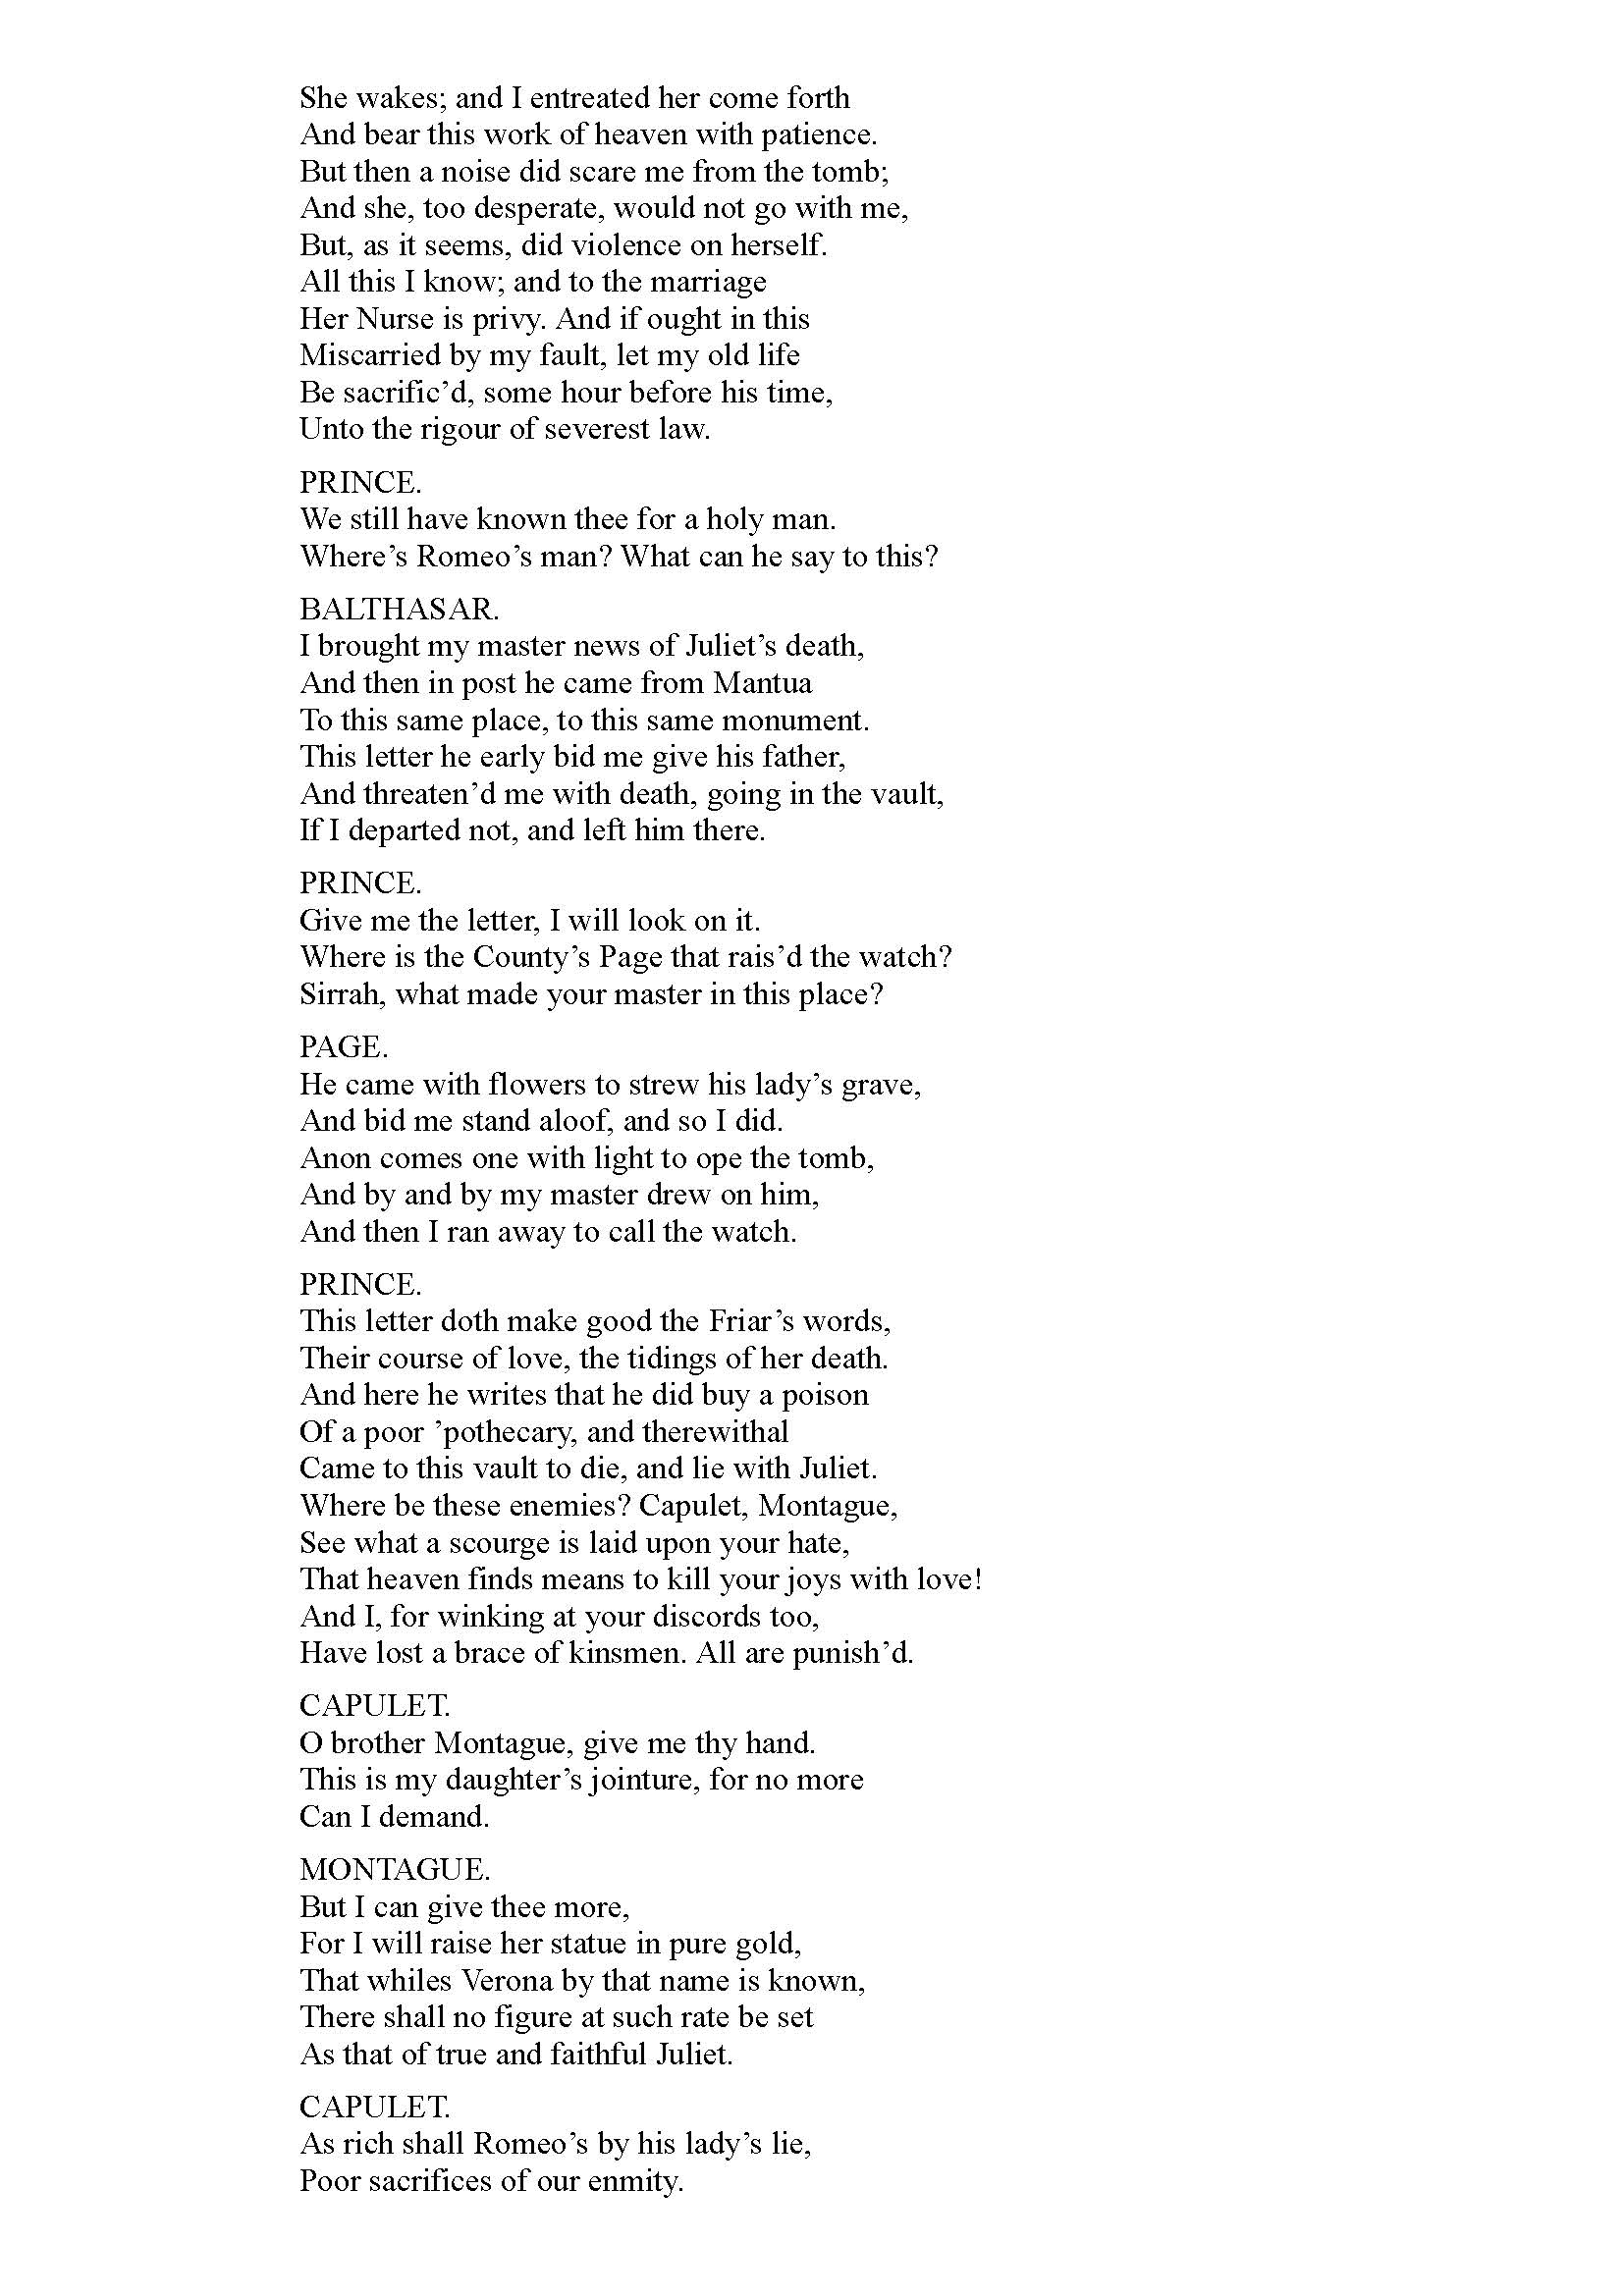 She wakes; and I entreated her come forth
And bear this work of heaven with patience.
But then a noise did scare me from the tomb;
And she, too desperate, would not go with me,
But, as it seems, did violence on herself.
All this I know; and to the marriage
Her Nurse is privy. And if ought in this
Miscarried by my fault, let my old life
Be sacrific’d, some hour before his time,
Unto the rigour of severest law.
PRINCE.
We still have known thee for a holy man.
Where’s Romeo’s man? What can he say to this?
BALTHASAR.
I brought my master news of Juliet’s death,
And then in post he came from Mantua
To this same place, to this same monument.
This letter he early bid me give his father,
And threaten’d me with death, going in the vault,
If I departed not, and left him there.
PRINCE.
Give me the letter, I will look on it.
Where is the County’s Page that rais’d the watch?
Sirrah, what made your master in this place?
PAGE.
He came with flowers to strew his lady’s grave,
And bid me stand aloof, and so I did.
Anon comes one with light to ope the tomb,
And by and by my master drew on him,
And then I ran away to call the watch.
PRINCE.
This letter doth make good the Friar’s words,
Their course of love, the tidings of her death.
And here he writes that he did buy a poison
Of a poor ’pothecary, and therewithal
Came to this vault to die, and lie with Juliet.
Where be these enemies? Capulet, Montague,
See what a scourge is laid upon your hate,
That heaven finds means to kill your joys with love!
And I, for winking at your discords too,
Have lost a brace of kinsmen. All are punish’d.
CAPULET.
O brother Montague, give me thy hand.
This is my daughter’s jointure, for no more
Can I demand.
MONTAGUE.
But I can give thee more,
For I will raise her statue in pure gold,
That whiles Verona by that name is known,
There shall no figure at such rate be set
As that of true and faithful Juliet.
CAPULET.
As rich shall Romeo’s by his lady’s lie,
Poor sacrifices of our enmity.